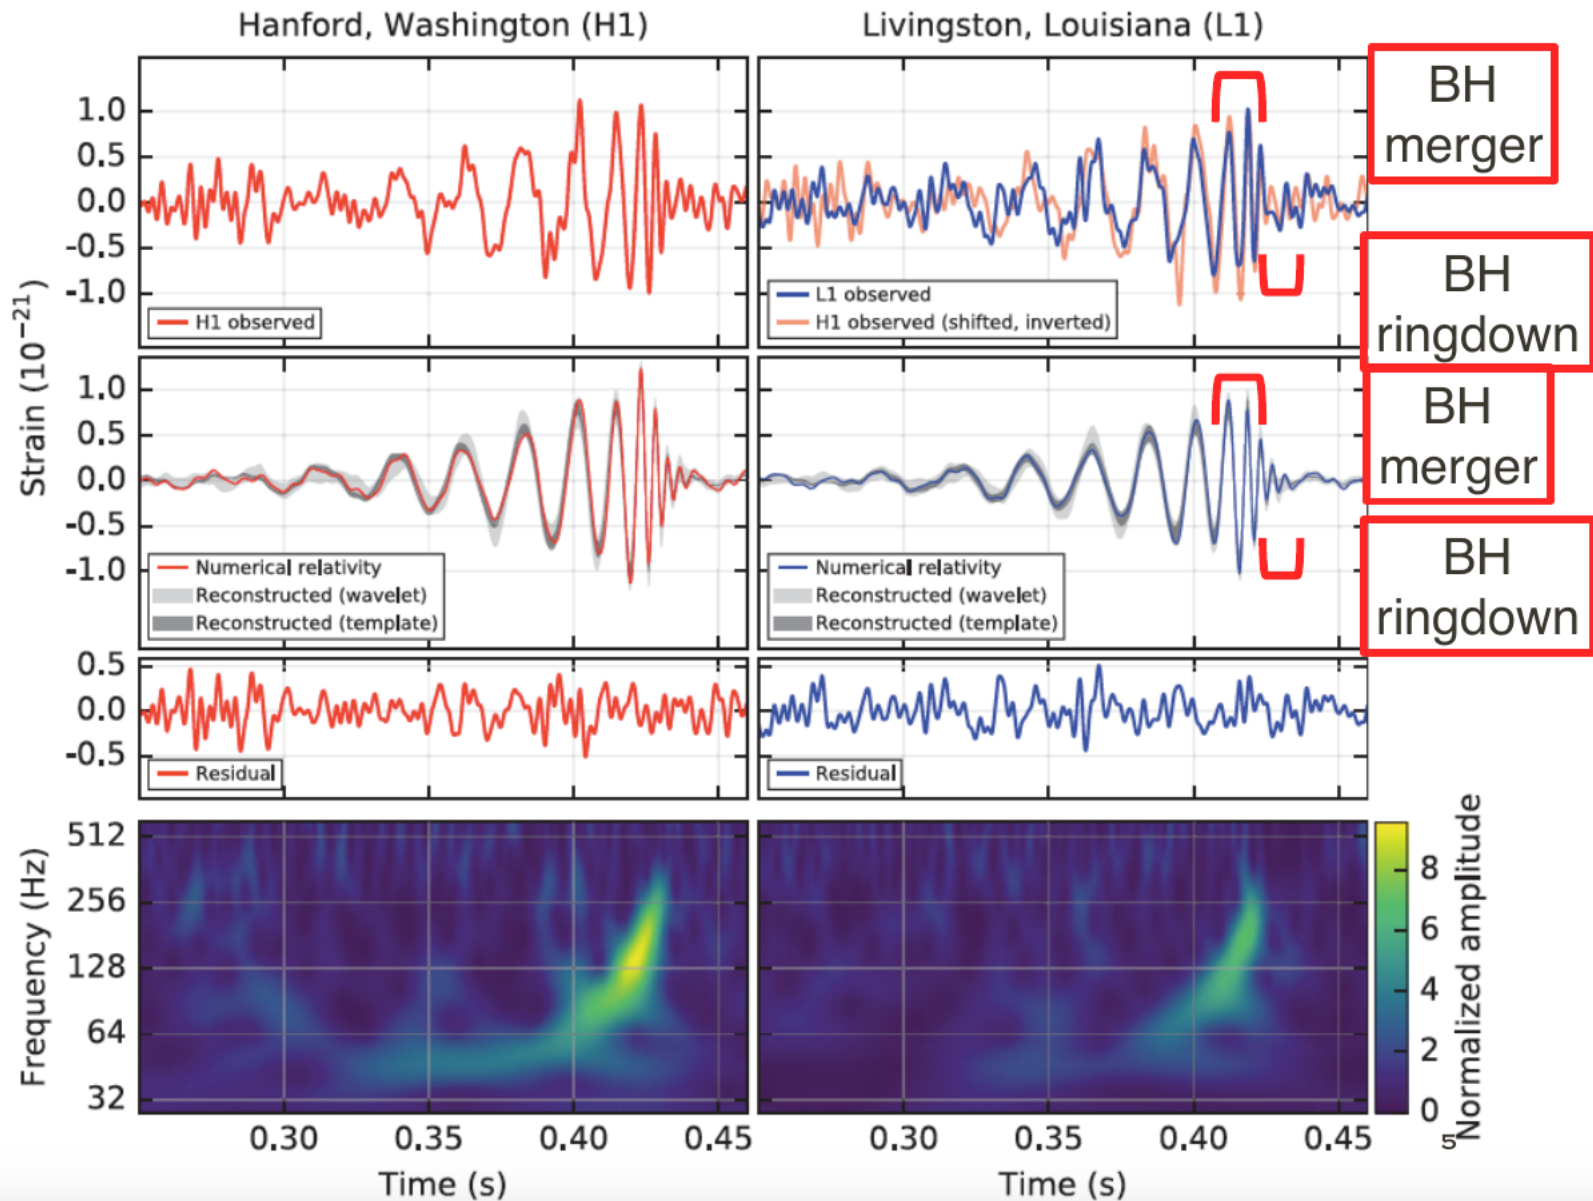 Hanford, Washington (H1)
Livingston, Louisiana (L1)
Strain (10⁻²¹)
1.0
0.5
0.0
-0.5
-1.0
H1 observed
L1 observed
H1 observed (shifted, inverted)
BH
merger
BH
ringdown
1.0
0.5
0.0
-0.5
-1.0
Numerical relativity
Reconstructed (wavelet)
Reconstructed (template)
Numerical relativity
Reconstructed (wavelet)
Reconstructed (template)
BH
merger
BH
ringdown
0.5
0.0
-0.5
Residual
Residual
Frequency (Hz)
512
256
128
64
32
0.30 0.35 0.40 0.45
Time (s)
0.30 0.35 0.40 0.45
Time (s)
8
6
4
2
0
Normalized amplitude
5